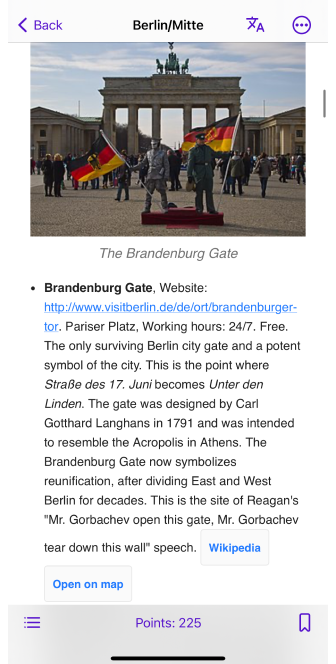 Back
Berlin/Mitte
The Brandenburg Gate
• Brandenburg Gate, Website:
http://www.visitberlin.de/de/ort/brandenburger-
tor. Pariser Platz, Working hours: 24/7. Free.
The only surviving Berlin city gate and a potent
symbol of the city. This is the point where
Straße des 17. Juni becomes Unter den
Linden. The gate was designed by Carl
Gotthard Langhans in 1791 and was intended
to resemble the Acropolis in Athens. The
Brandenburg Gate now symbolizes
reunification, after dividing East and West
Berlin for decades. This is the site of Reagan's
"Mr. Gorbachev open this gate, Mr. Gorbachev
tear down this wall" speech. Wikipedia
Open on map
Points: 225